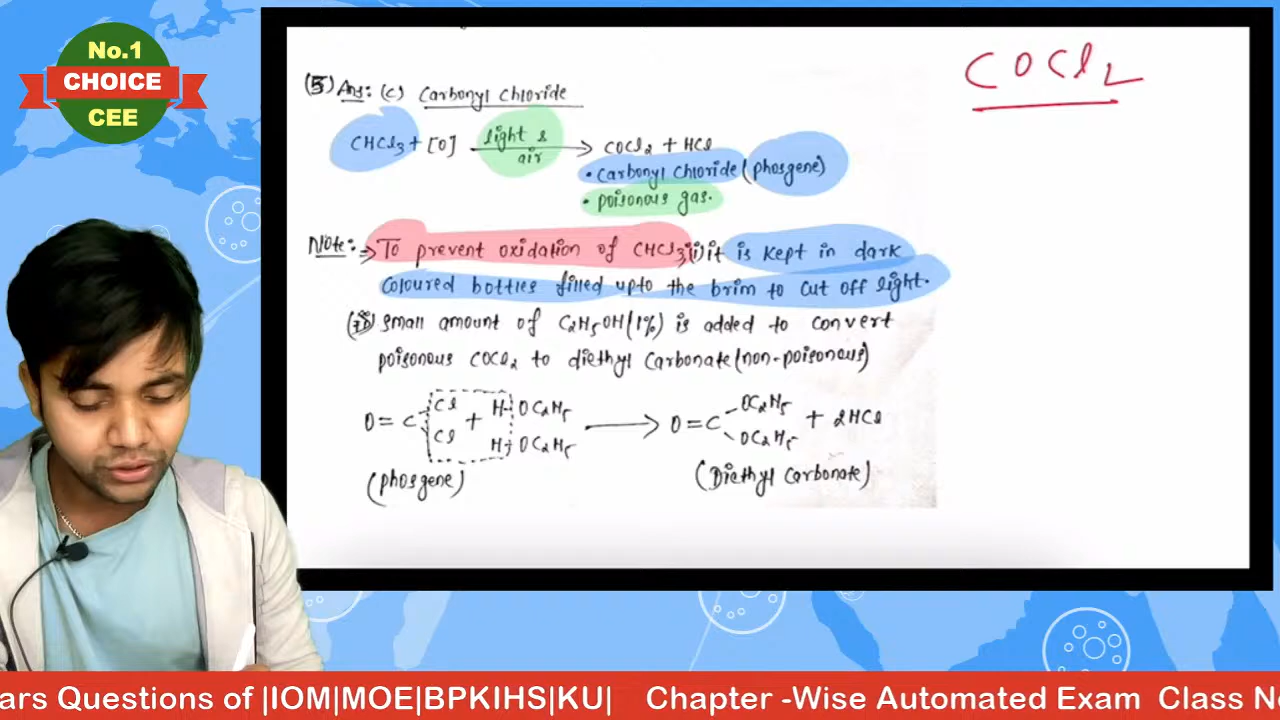 No.1
CHOICE
CEE
COCl2
(5) Ans: (c) Carbonyl Chloride
CHCl3 + [O] light & air → COCl2 + HCl
• Carbonyl Chloride (phosgene)
• poisonous gas.
Note: ⇒ To prevent oxidation of CHCl3, (i) it is kept in dark
Coloured bottles filled upto the brim to cut off light.
(ii) small amount of C2H5OH (1%) is added to convert
poisonous COCl2 to diethyl Carbonate (non-poisonous)
Cl H- OC2H5 OC2H5
O = C + → O = C + 2HCl
Cl H- OC2H5 OC2H5
(phosgene) (Diethyl Carbonate)
ars Questions of |IOM|MOE|BPKIHS|KU| Chapter -Wise Automated Exam Class No